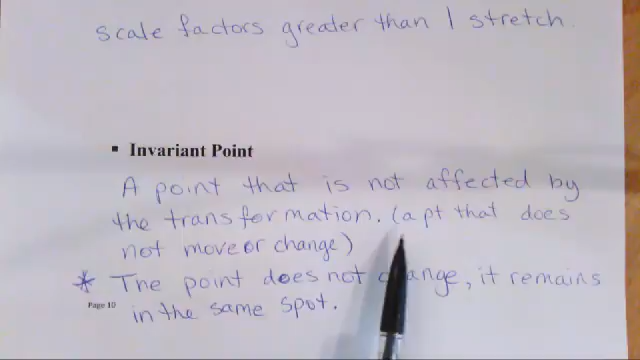 scale factors greater than 1 stretch.
▪ Invariant Point
A point that is not affected by
the transformation. (a pt that does
not move or change)
* The point does not change, it remains
Page 10
in the same spot.